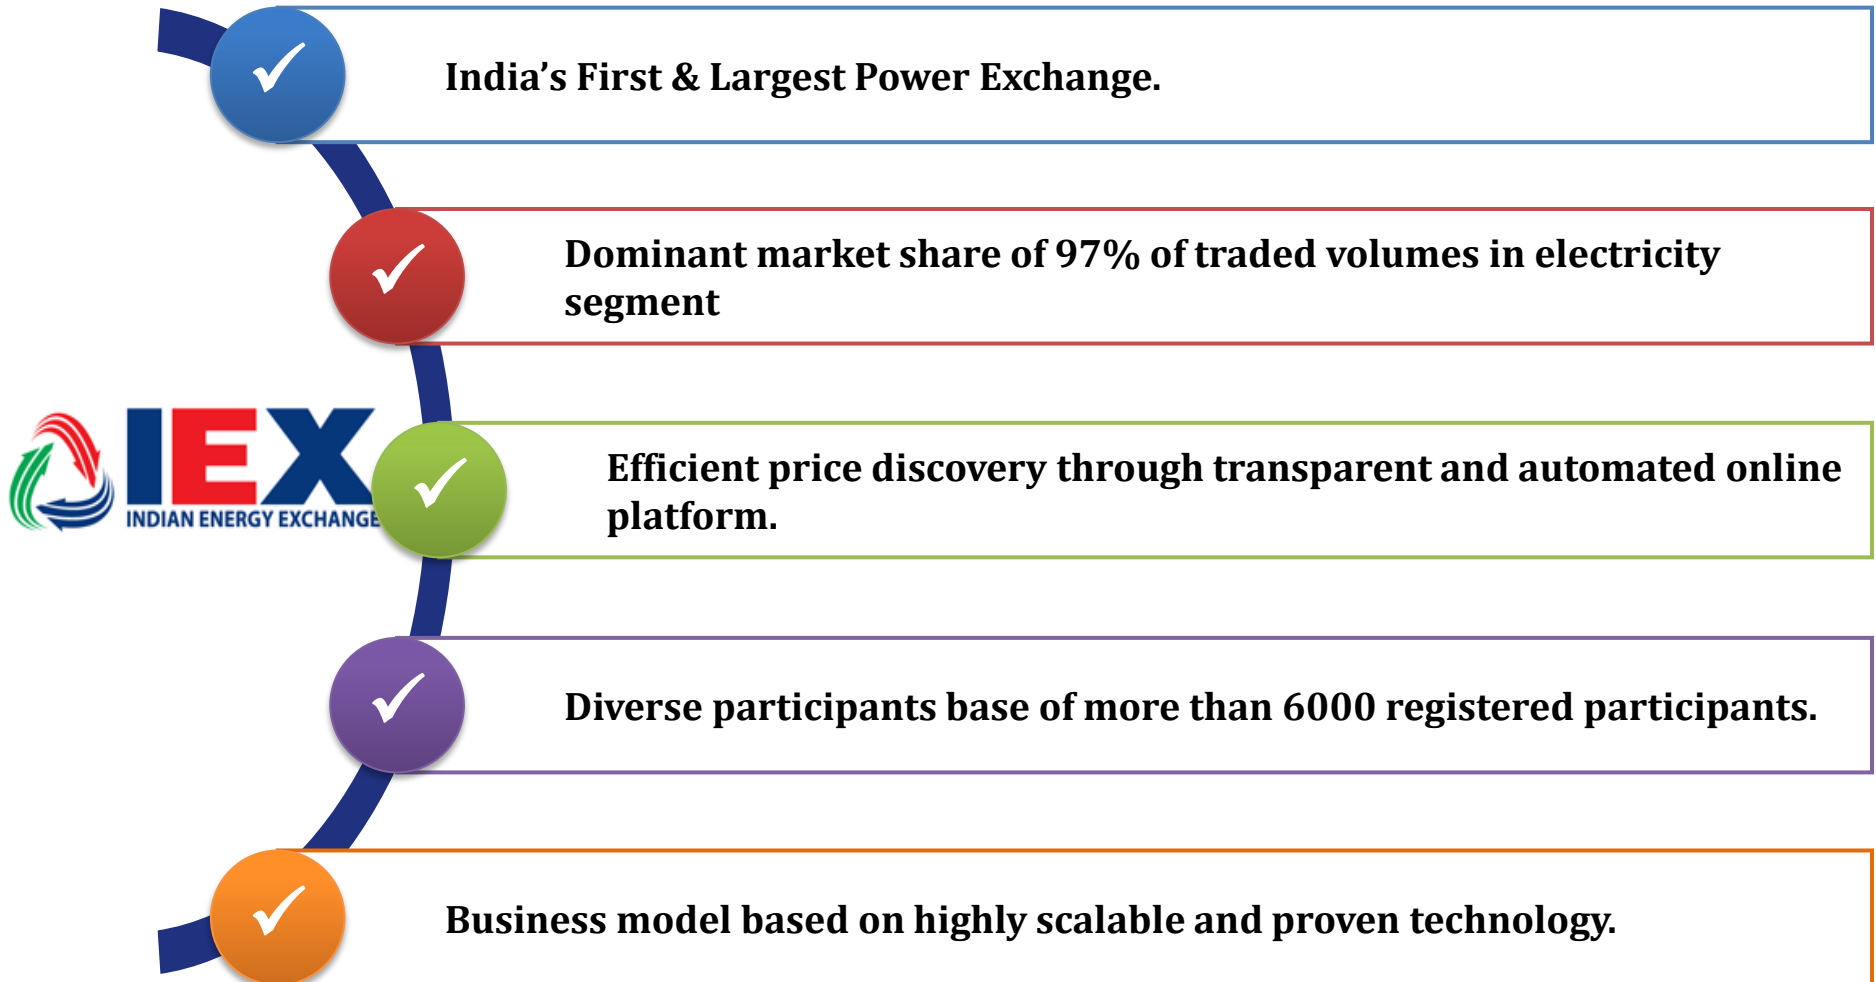 India’s First & Largest Power Exchange.
Dominant market share of 97% of traded volumes in electricity
segment
IEX
INDIAN ENERGY EXCHANGE
Efficient price discovery through transparent and automated online
platform.
Diverse participants base of more than 6000 registered participants.
Business model based on highly scalable and proven technology.